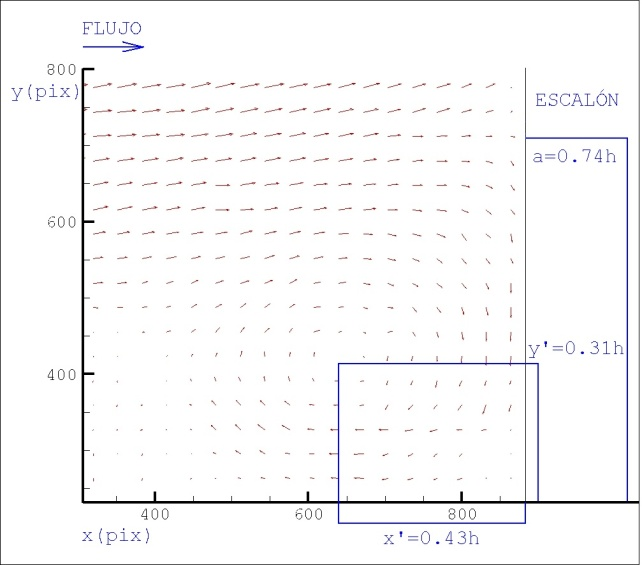 FLUJO
800
y(pix)
ESCALÓN
a=0.74h
600
y'=0.31h
400
400
600
800
x(pix)
x'=0.43h